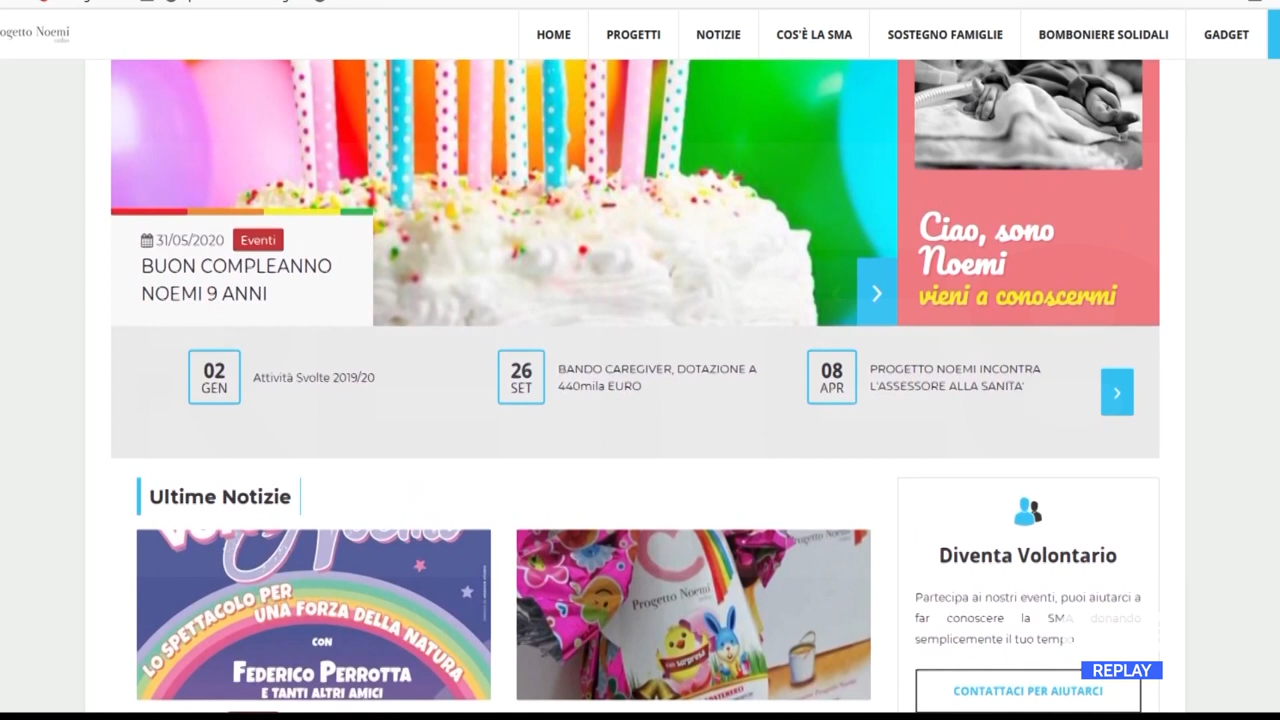 ogetto Noemi
HOME
PROGETTI
NOTIZIE
COS'È LA SMA
SOSTEGNO FAMIGLIE
BOMBONIERE SOLIDALI
GADGET
31/05/2020 Eventi
BUON COMPLEANNO
NOEMI 9 ANNI
Ciao, sono
Noemi
vieni a conoscermi
02
GEN
Attività Svolte 2019/20
26
SET
BANDO CAREGIVER, DOTAZIONE A
440mila EURO
08
APR
PROGETTO NOEMI INCONTRA
L'ASSESSORE ALLA SANITA'
Ultime Notizie
LO SPETTACOLO PER
UNA FORZA DELLA NATURA
CON
FEDERICO PERROTTA
E TANTI ALTRI AMICI
Progetto Noemi
Diventa Volontario
Partecipa ai nostri eventi, puoi aiutarci a
far conoscere la SMA donando
semplicemente il tuo tempo
REPLAY
CONTATTACI PER AIUTARCI